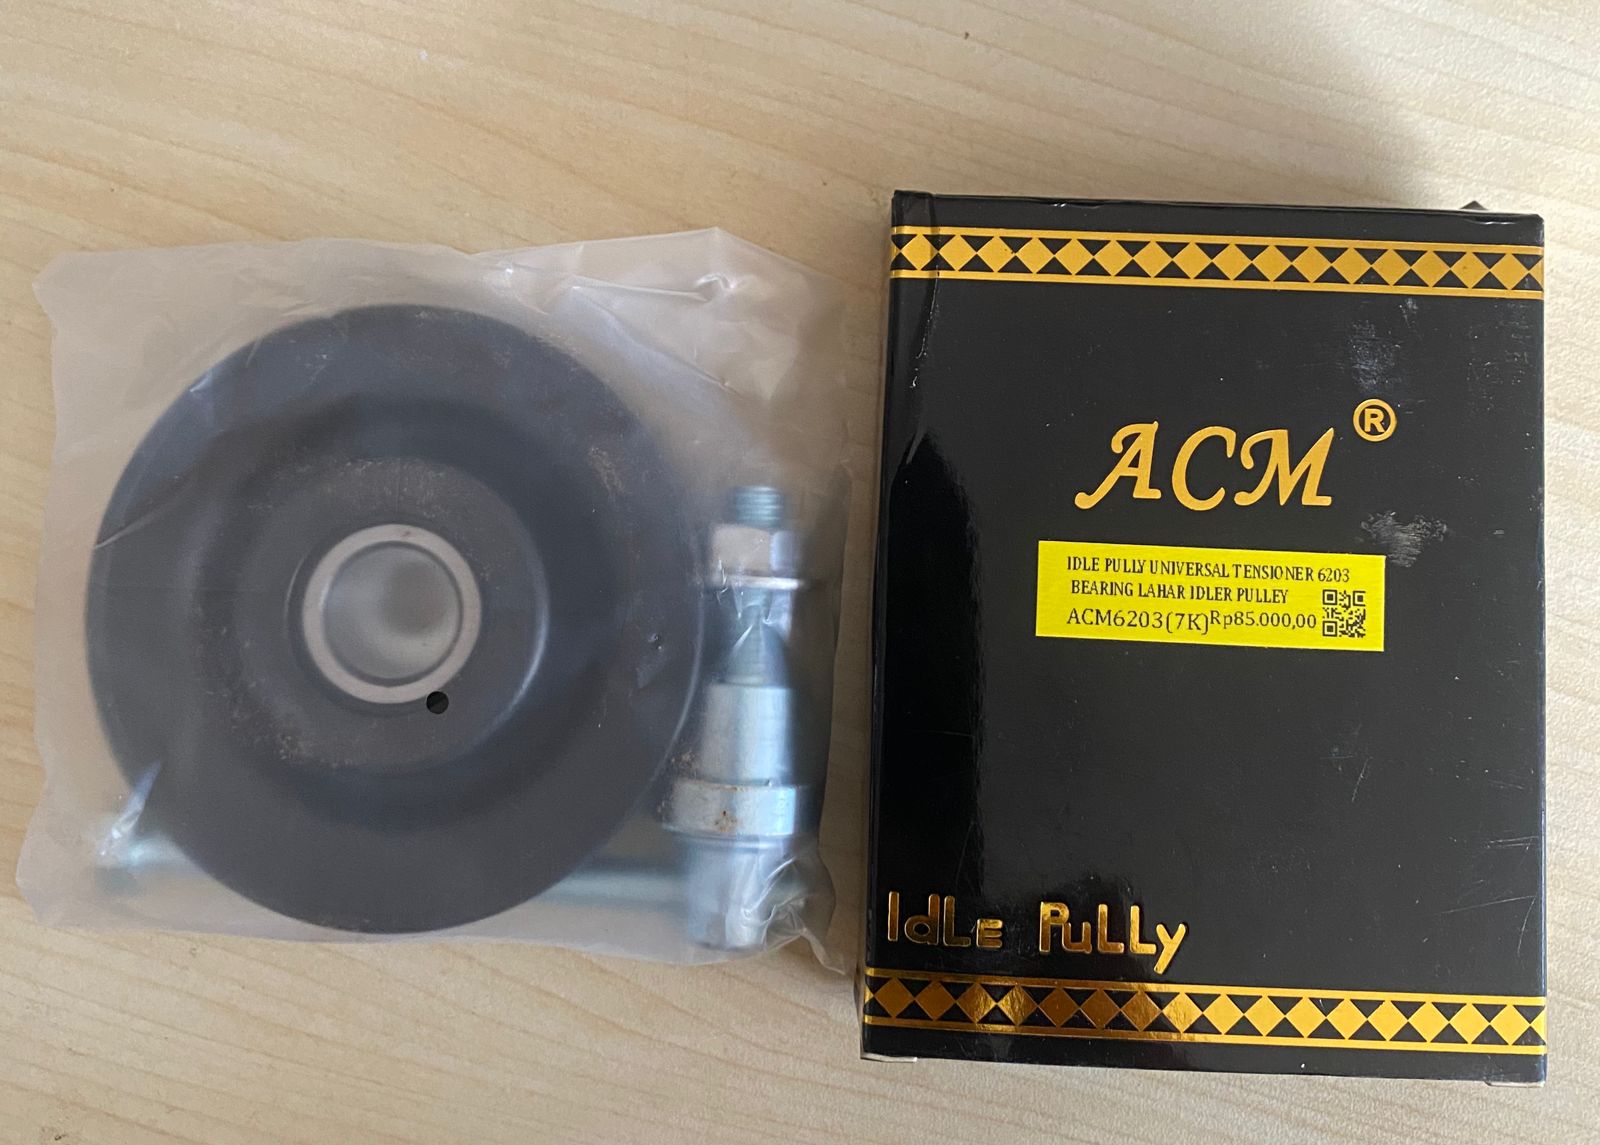 ACM ®
IDLE PULLY UNIVERSAL TENSIONER 6203
BEARING LAHAR IDLER PULLEY
ACM6203(7K)Rp85.000,00
IdLe PuLLy